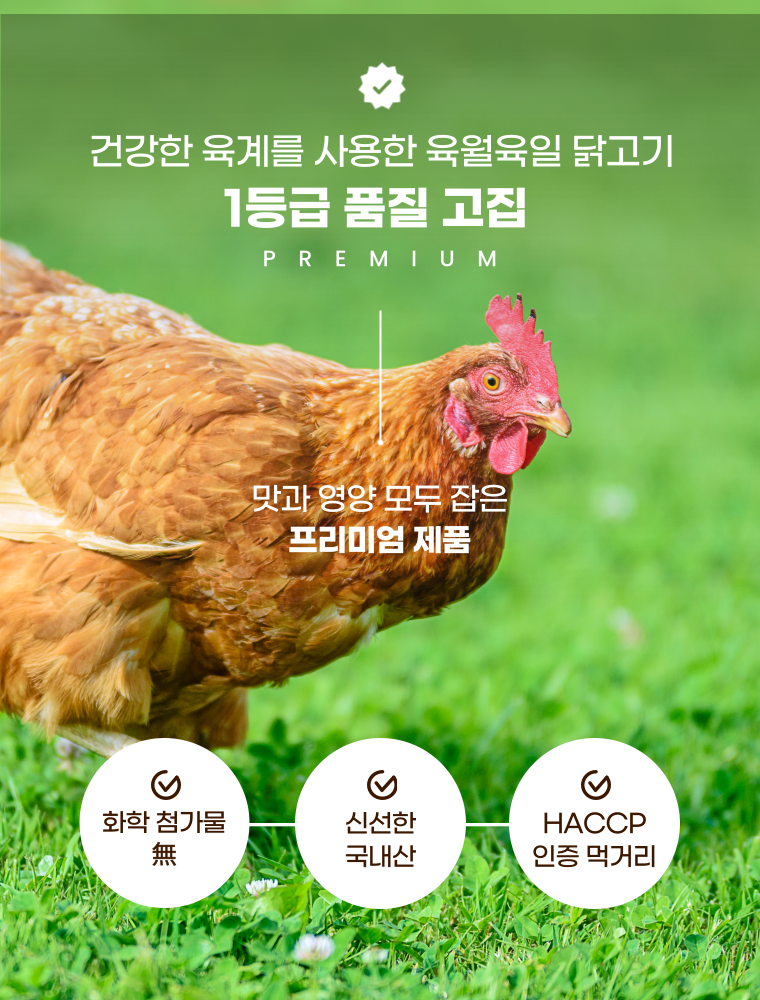 건강한 육계를 사용한 육월육일 닭고기
1등급 품질 고집
PREMIUM
맛과 영양 모두 잡은
프리미엄 제품
화학 첨가물
無
신선한
국내산
HACCP
인증 먹거리